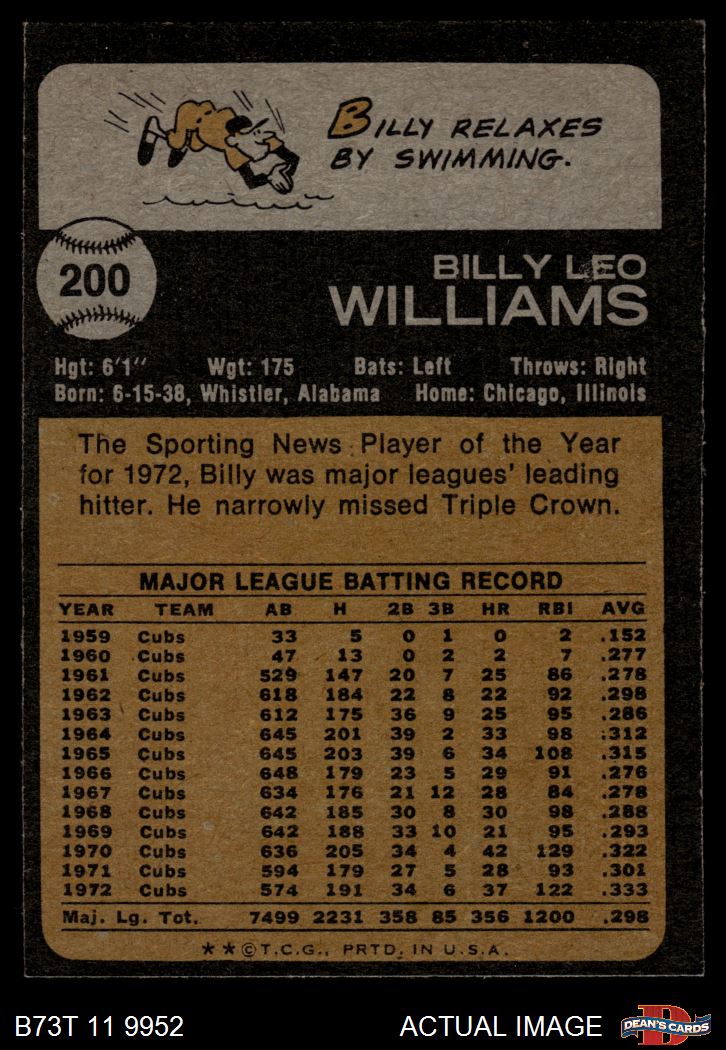 BILLY RELAXES
BY SWIMMING.
200
BILLY LEO
WILLIAMS
Hgt: 6'1" Wgt: 175 Bats: Left Throws: Right
Born: 6-15-38, Whistler, Alabama Home: Chicago, Illinois
The Sporting News Player of the Year
for 1972, Billy was major leagues' leading
hitter. He narrowly missed Triple Crown.
MAJOR LEAGUE BATTING RECORD
YEAR TEAM AB H 2B 3B HR RBI AVG
1959 Cubs 33 5 0 1 0 2 .152
1960 Cubs 47 13 0 2 2 7 .277
1961 Cubs 529 147 20 7 25 86 .278
1962 Cubs 618 184 22 8 22 92 .298
1963 Cubs 612 175 36 9 25 95 .286
1964 Cubs 645 201 39 2 33 98 .312
1965 Cubs 645 203 39 6 34 108 .315
1966 Cubs 648 179 23 5 29 91 .276
1967 Cubs 634 176 21 12 28 84 .278
1968 Cubs 642 185 30 8 30 98 .288
1969 Cubs 642 188 33 10 21 95 .293
1970 Cubs 636 205 34 4 42 129 .322
1971 Cubs 594 179 27 5 28 93 .301
1972 Cubs 574 191 34 6 37 122 .333
Maj. Lg. Tot. 7499 2231 358 85 356 1200 .298
★★©T.C.G., PRTD. IN U.S.A.
B73T 11 9952 ACTUAL IMAGE D DEAN'S CARDS